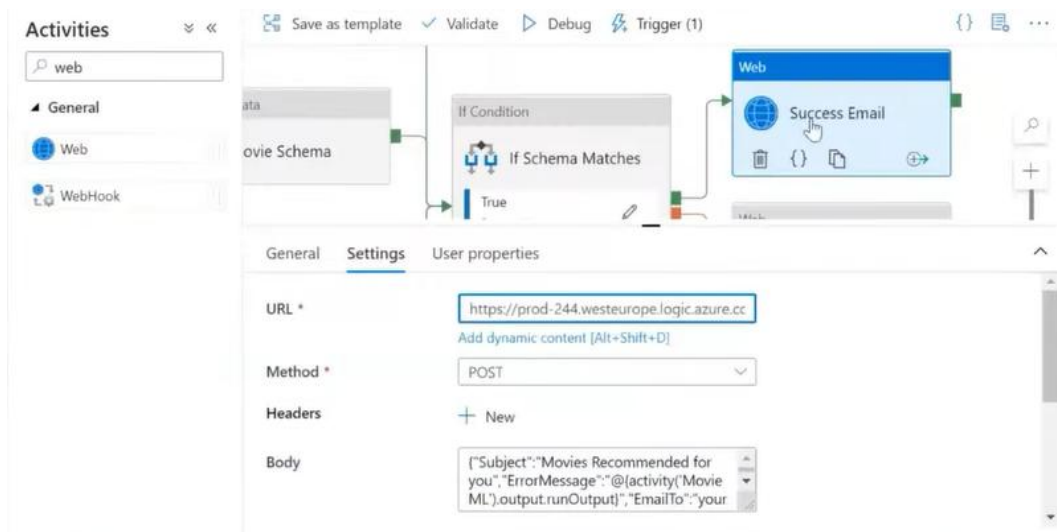 Activities
web
General
Web
WebHook
Save as template
Validate
Debug
Trigger (1)
{}
...
ata
ovie Schema
If Condition
If Schema Matches
True
Web
Success Email
{}
General
Settings
User properties
URL *
https://prod-244.westeurope.logic.azure.cc
Add dynamic content [Alt+Shift+D]
Method *
POST
Headers
New
Body
{"Subject":"Movies Recommended for
you","ErrorMessage":"@{activity('Movie
ML').output.runOutput}","EmailTo":"your